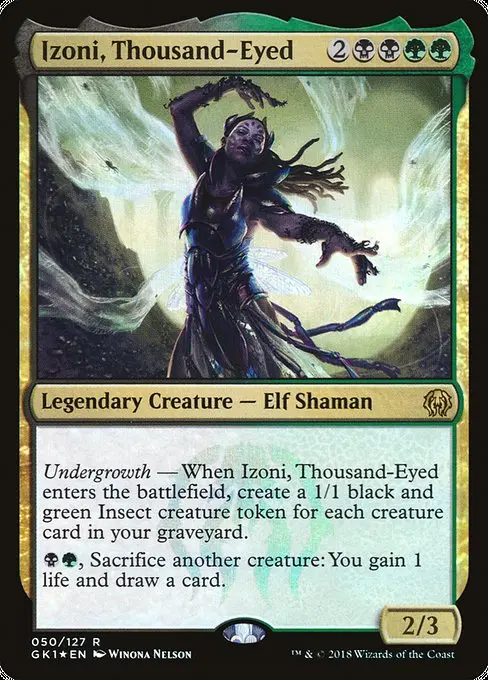 Izoni, Thousand-Eyed 2
Legendary Creature — Elf Shaman
Undergrowth — When Izoni, Thousand-Eyed
enters the battlefield, create a 1/1 black and
green Insect creature token for each creature
card in your graveyard.
, Sacrifice another creature: You gain 1
life and draw a card.
2/3
050/127 R
GK1★EN Winona Nelson
™ & © 2018 Wizards of the Coast